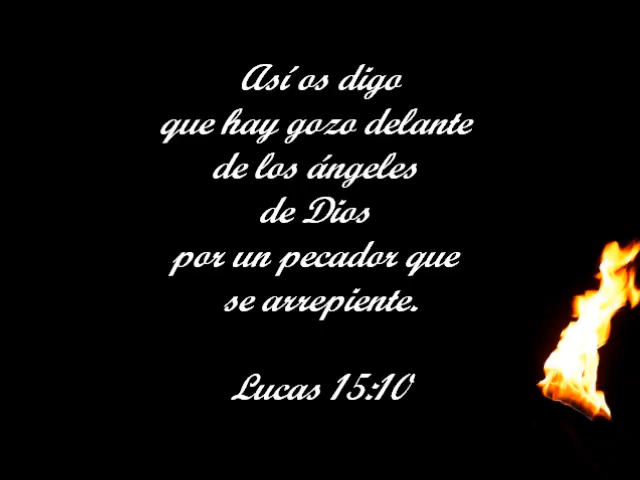 Así os digo
que hay gozo delante
de los ángeles
de Dios
por un pecador que
se arrepiente.
Lucas 15:10